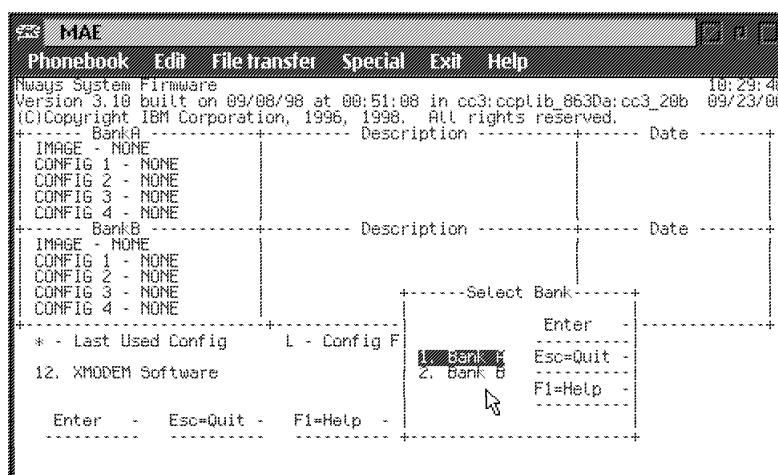 MAE
Phonebook Edit File transfer Special Exit Help
Nways System Firmware 10:29:4
Version 3.10 built on 09/08/98 at 00:51:08 in cc3:ccplib_863Da:cc3_20b 09/23/0
(C)Copyright IBM Corporation, 1996, 1998. All rights reserved.
BankA Description Date
IMAGE - NONE
CONFIG 1 - NONE
CONFIG 2 - NONE
CONFIG 3 - NONE
CONFIG 4 - NONE
BankB Description Date
IMAGE - NONE
CONFIG 1 - NONE
CONFIG 2 - NONE
CONFIG 3 - NONE
CONFIG 4 - NONE
* - Last Used Config L - Config F
12. XMODEM Software
Enter - Esc=Quit - F1=Help -
Select Bank
Enter -
1. Bank A Esc=Quit -
2. Bank B
F1=Help -